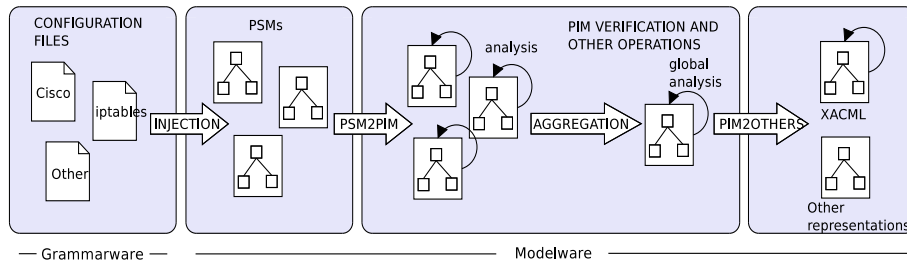 CONFIGURATION
FILES
Cisco
iptables
Other
INJECTION
PSMs
PSM2PIM
PIM VERIFICATION AND
OTHER OPERATIONS
analysis
AGGREGATION
global
analysis
PIM2OTHERS
XACML
Other
representations
Grammarware
Modelware